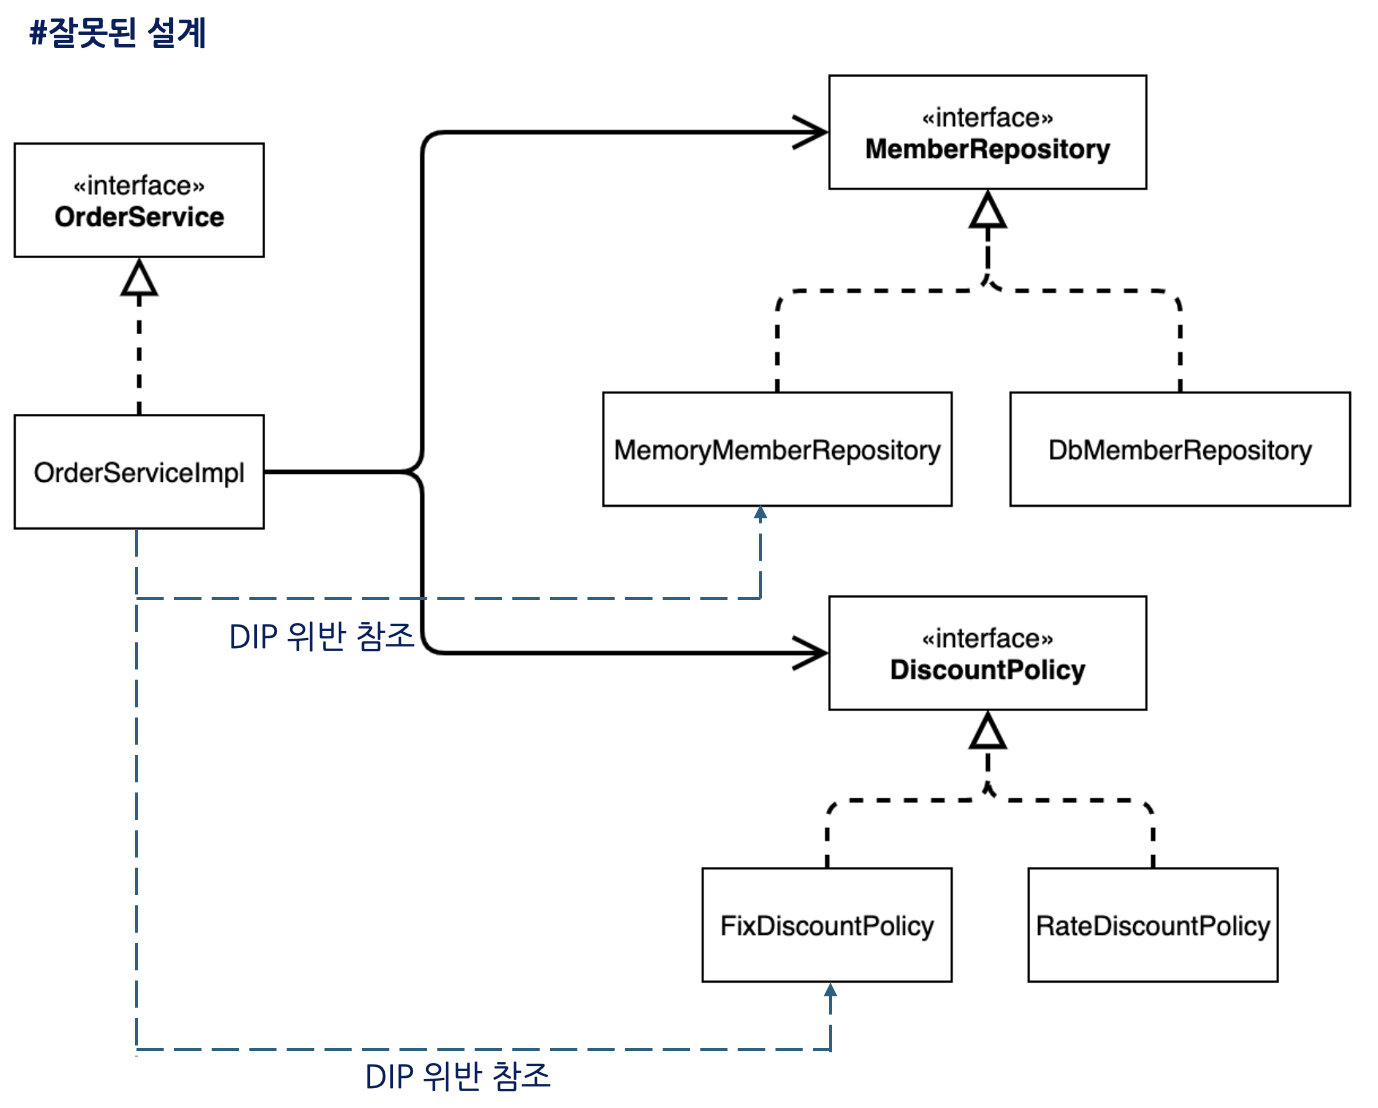 #잘못된 설계
«interface»
MemberRepository
«interface»
OrderService
MemoryMemberRepository
DbMemberRepository
OrderServiceImpl
DIP 위반 참조
«interface»
DiscountPolicy
FixDiscountPolicy
RateDiscountPolicy
DIP 위반 참조